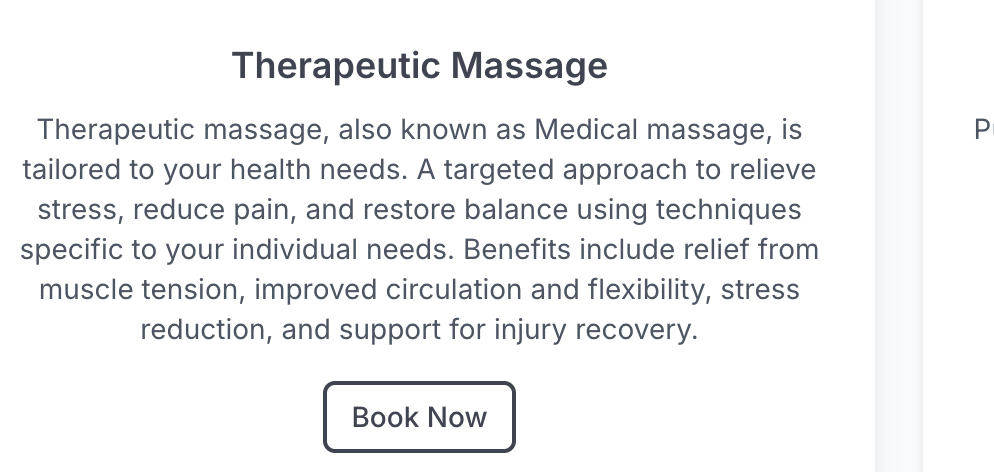 Therapeutic Massage
Therapeutic massage, also known as Medical massage, is
tailored to your health needs. A targeted approach to relieve
stress, reduce pain, and restore balance using techniques
specific to your individual needs. Benefits include relief from
muscle tension, improved circulation and flexibility, stress
reduction, and support for injury recovery.
Book Now